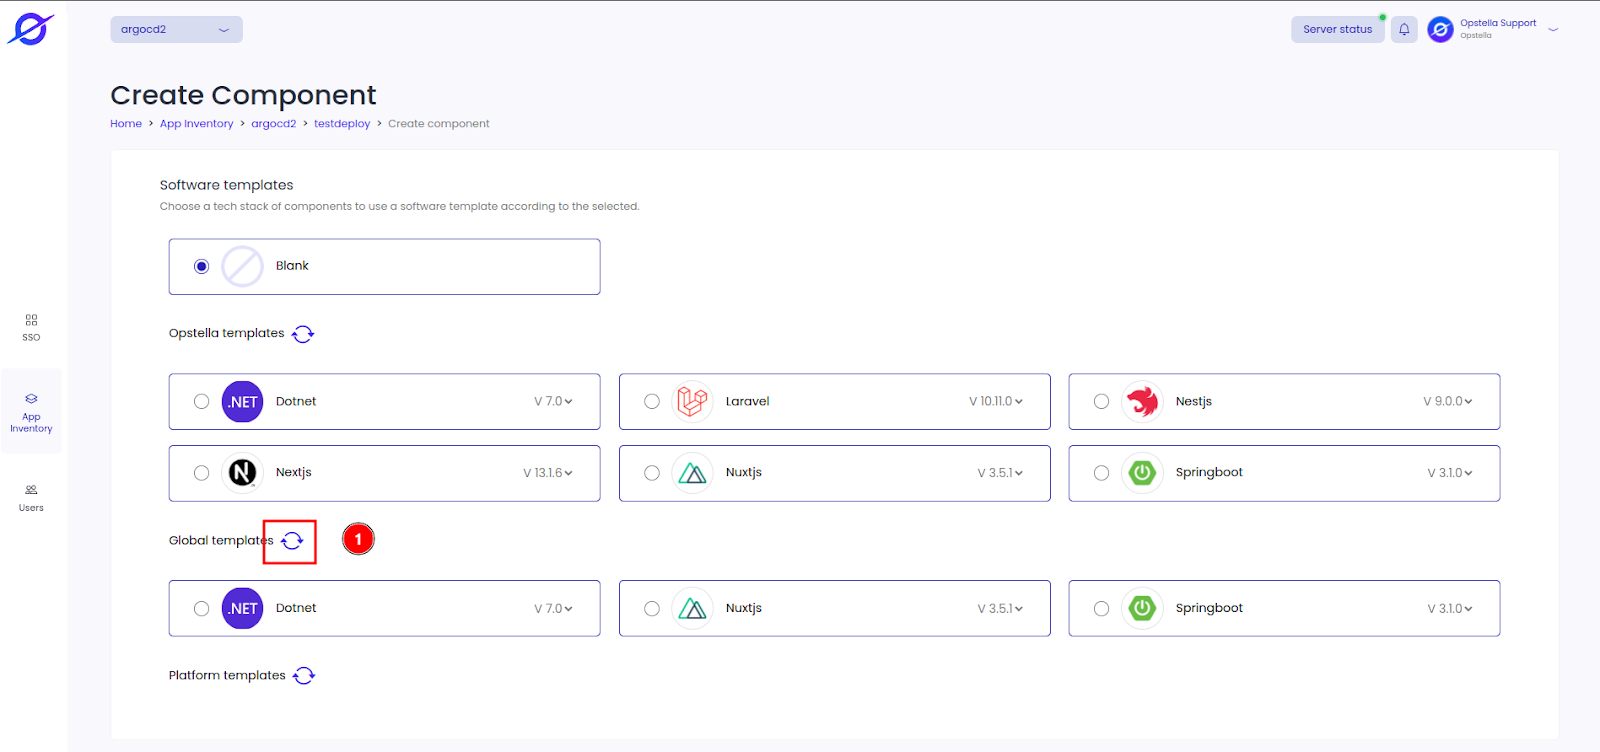 argocd2
Server status
Opstella Support
Opstella
Create Component
Home > App Inventory > argocd2 > testdeploy > Create component
Software templates
Choose a tech stack of components to use a software template according to the selected.
Blank
SSO
Opstella templates
.NET Dotnet V 7.0
Laravel V 10.11.0
Nestjs V 9.0.0
App Inventory
N Nextjs V 13.1.6
Nuxtjs V 3.5.1
Springboot V 3.1.0
Users
Global templates 1
.NET Dotnet V 7.0
Nuxtjs V 3.5.1
Springboot V 3.1.0
Platform templates